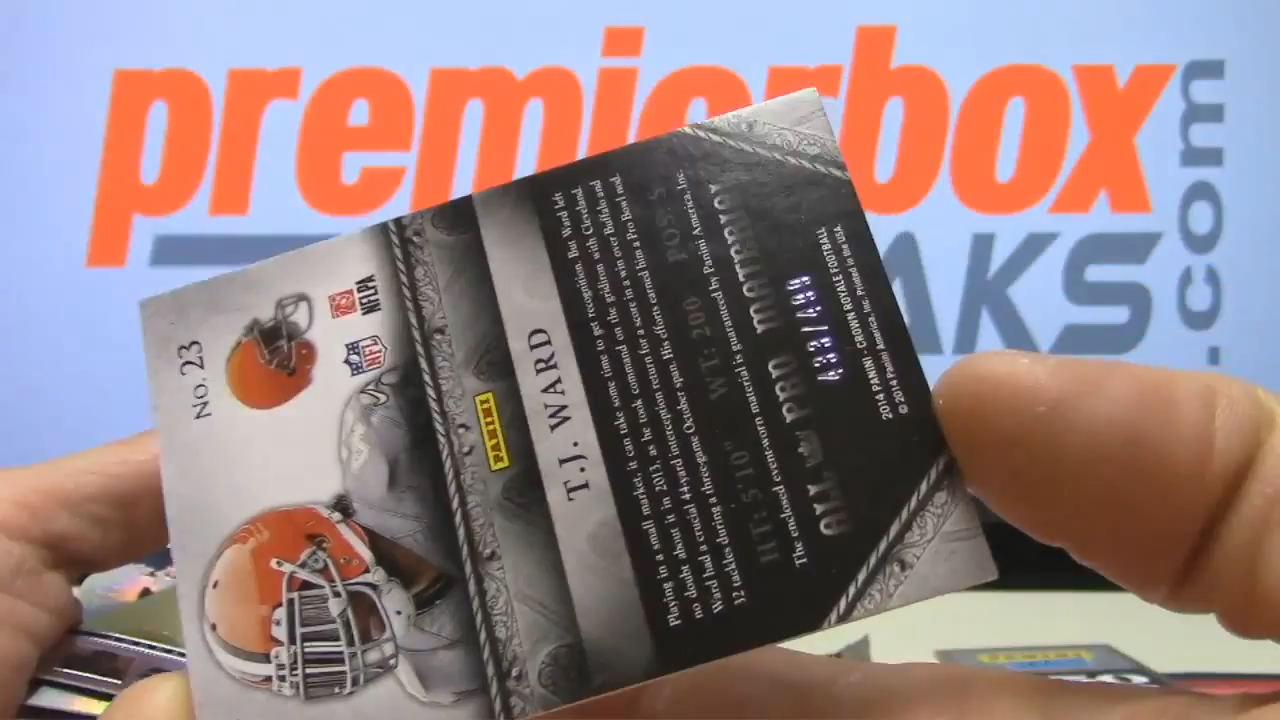 premierbox
AKS
.com
No. 23
NFL
NFLPA
PANINI
T.J. WARD
Playing in a small market, it can take some time to get recognition. But Ward left
no doubt about it in 2013, as he took command on the gridiron with Cleveland.
Ward had a crucial 44-yard interception return for a score in a win over Buffalo and
12 tackles during a three-game October span. His efforts earned him a Pro Bowl nod.
HT: 5'10" WT: 200 POS: S
The enclosed event-worn material is guaranteed by Panini America, Inc.
ALL PRO MATERIALS
433/499
2014 PANINI - CROWN ROYALE FOOTBALL
© 2014 Panini America, Inc. Printed in the USA.